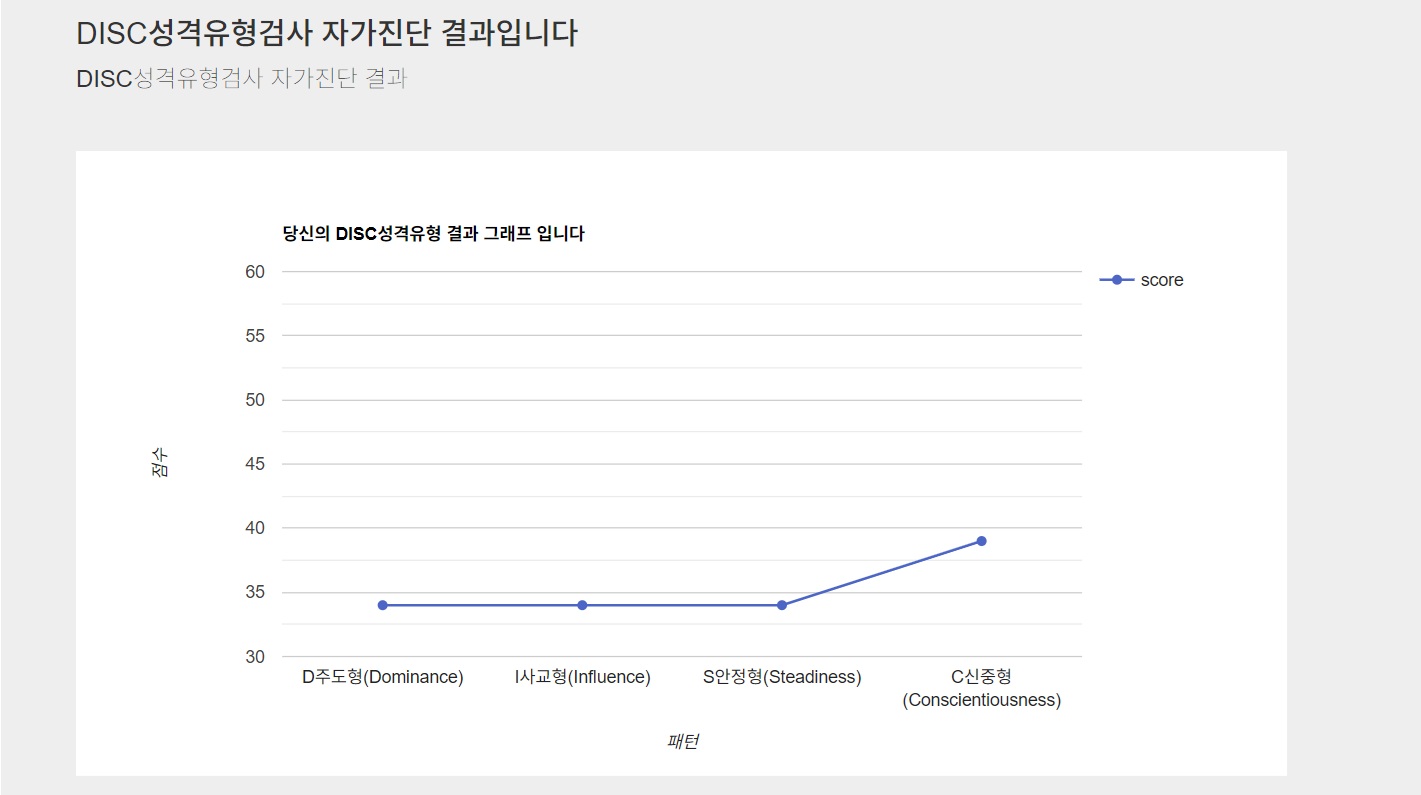 DISC성격유형검사 자가진단 결과입니다
DISC성격유형검사 자가진단 결과
당신의 DISC성격유형 결과 그래프 입니다
score
60
55
50
45
40
35
30
점수
D주도형(Dominance)
I사교형(Influence)
S안정형(Steadiness)
C신중형
(Conscientiousness)
패턴